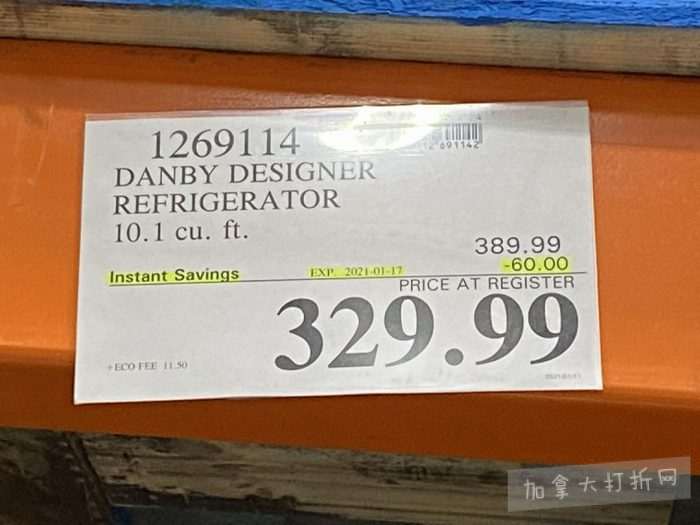 1269114
DANBY DESIGNER
REFRIGERATOR
10.1 cu. ft.
389.99
Instant Savings EXP. 2021-01-17 -60.00
PRICE AT REGISTER
329.99
+ECO FEE 11.50
加拿大打折网